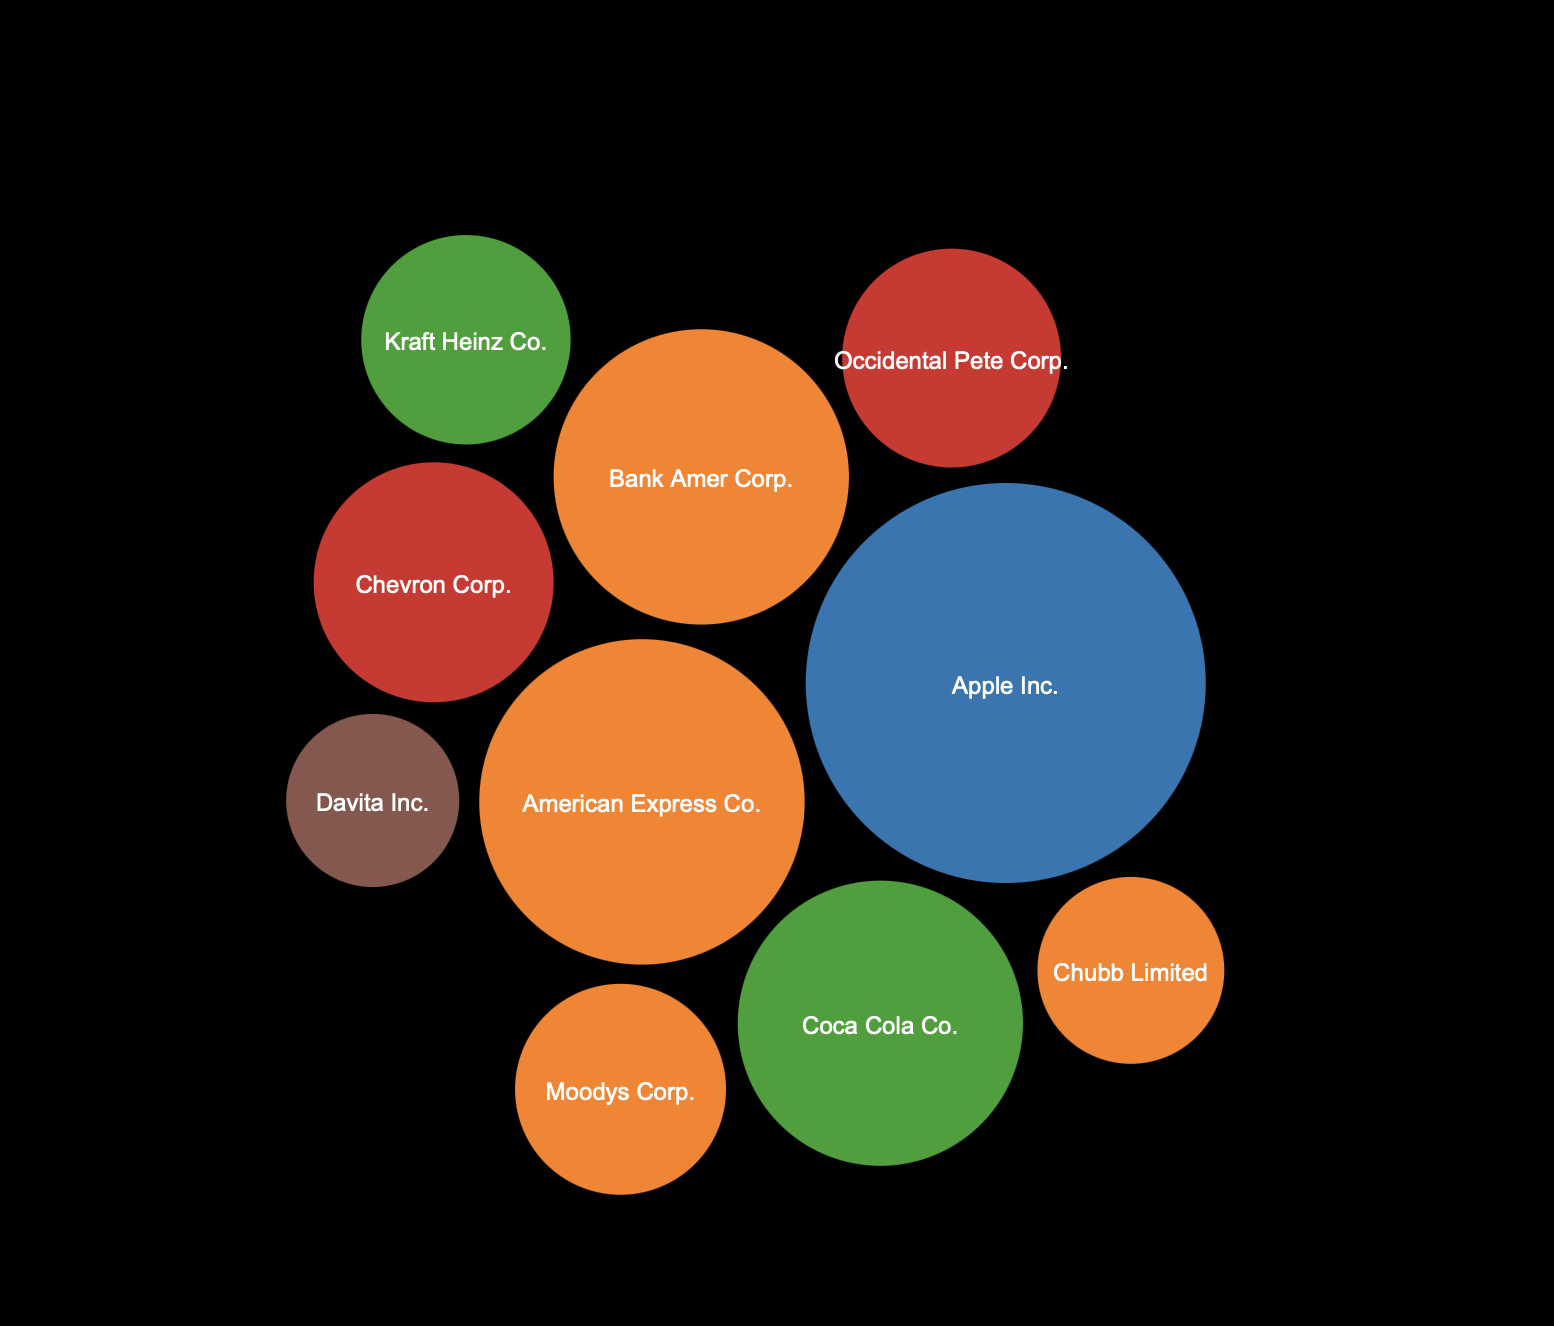 Kraft Heinz Co.
Occidental Pete Corp.
Bank Amer Corp.
Chevron Corp.
Apple Inc.
Davita Inc.
American Express Co.
Chubb Limited
Coca Cola Co.
Moodys Corp.